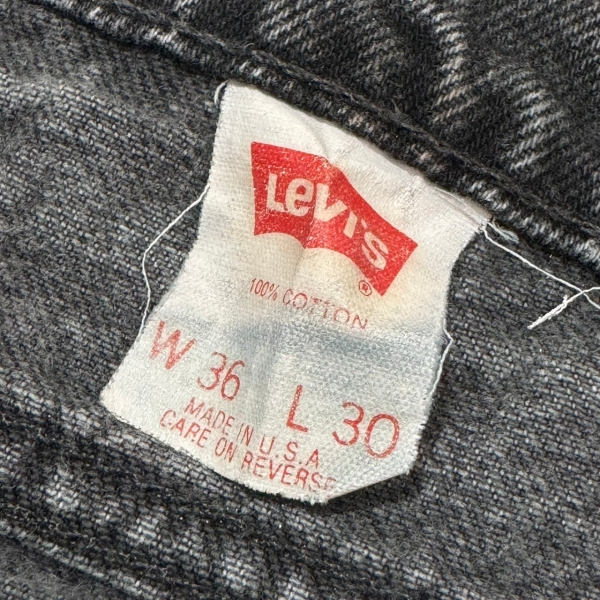 Levi's
®
100% COTTON
W 36 L 30
MADE IN U.S.A
CARE ON REVERSE